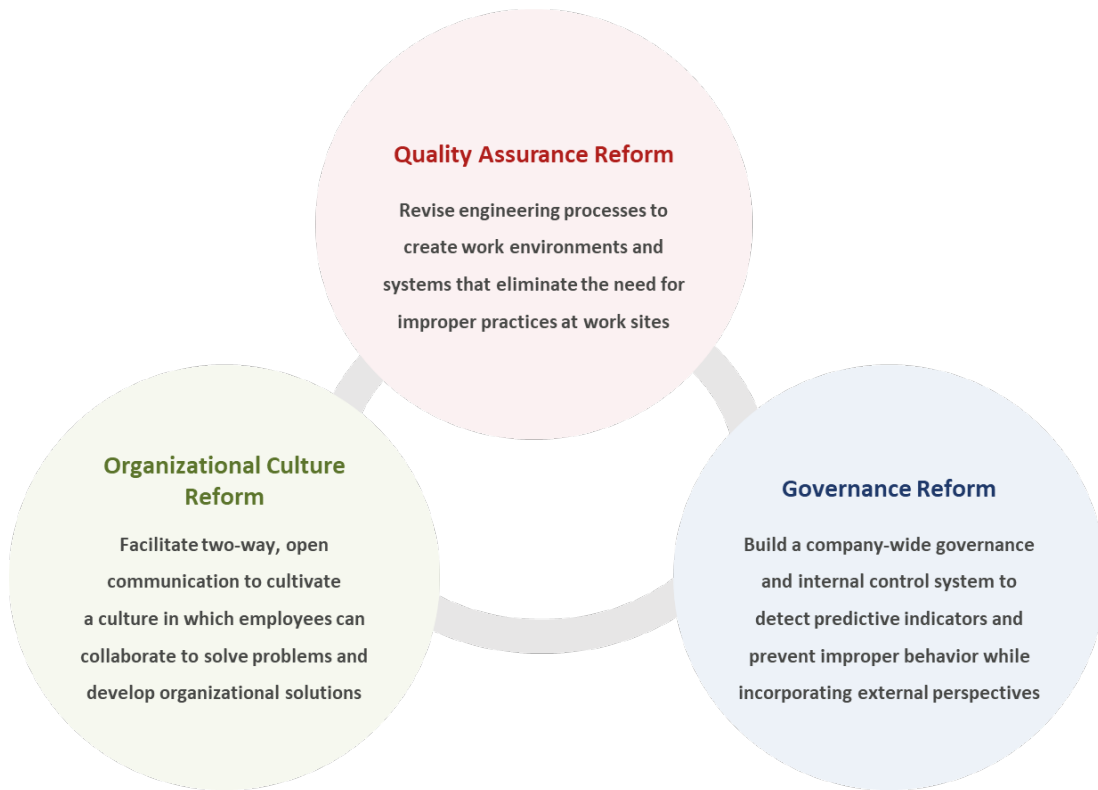 Quality Assurance Reform
Revise engineering processes to
create work environments and
systems that eliminate the need for
improper practices at work sites
Organizational Culture
Reform
Facilitate two-way, open
communication to cultivate
a culture in which employees can
collaborate to solve problems and
develop organizational solutions
Governance Reform
Build a company-wide governance
and internal control system to
detect predictive indicators and
prevent improper behavior while
incorporating external perspectives